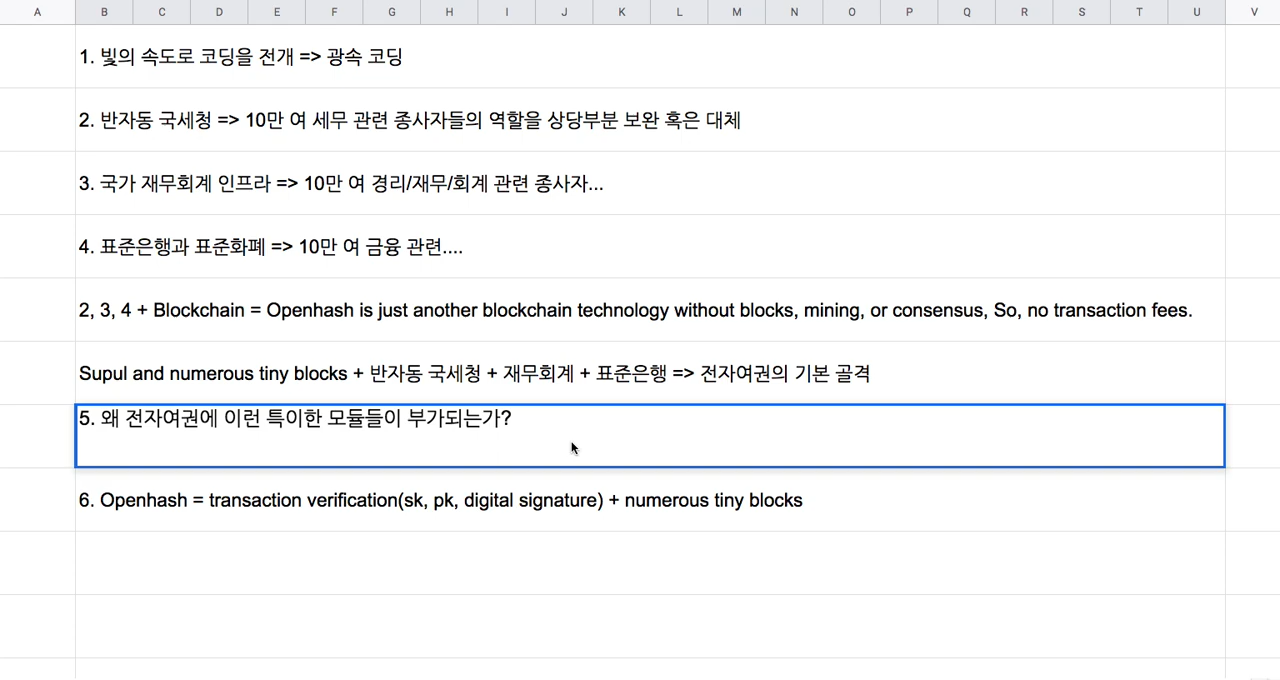 A B C D E F G H I J K L M N O P Q R S T U V
1. 빛의 속도로 코딩을 전개 => 광속 코딩
2. 반자동 국세청 => 10만 여 세무 관련 종사자들의 역할을 상당부분 보완 혹은 대체
3. 국가 재무회계 인프라 => 10만 여 경리/재무/회계 관련 종사자...
4. 표준은행과 표준화폐 => 10만 여 금융 관련....
2, 3, 4 + Blockchain = Openhash is just another blockchain technology without blocks, mining, or consensus, So, no transaction fees.
Supul and numerous tiny blocks + 반자동 국세청 + 재무회계 + 표준은행 => 전자여권의 기본 골격
5. 왜 전자여권에 이런 특이한 모듈들이 부가되는가?
6. Openhash = transaction verification(sk, pk, digital signature) + numerous tiny blocks